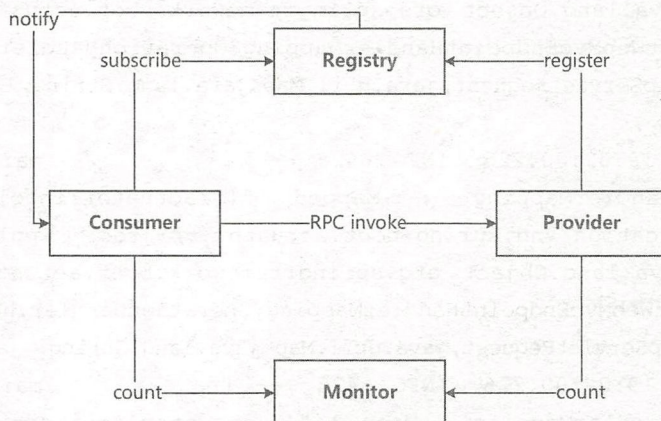 notify
subscribe
Registry
register
Consumer
RPC invoke
Provider
count
Monitor
count